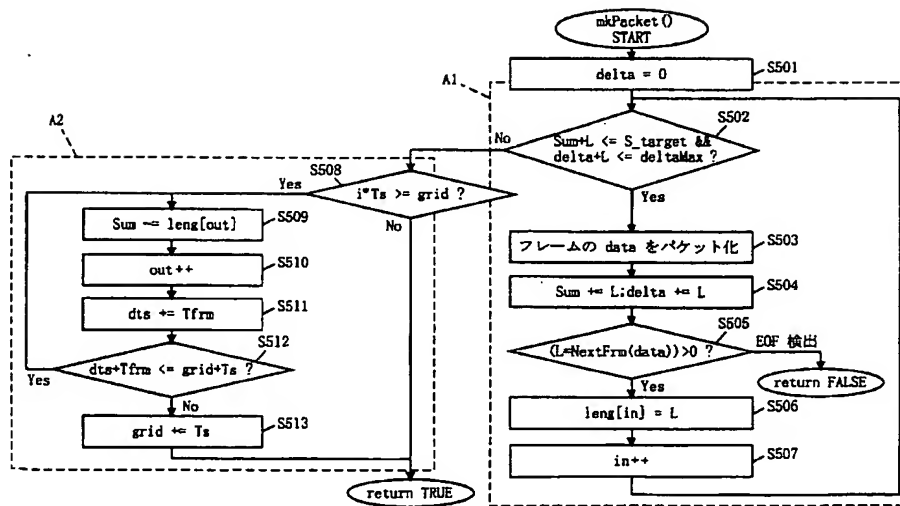 mkPacket()
START
delta = 0
S501
A1
S502
Sum+L <= S_target &&
delta+L <= deltaMax ?
No
Yes
A2
S508
i*Ts >= grid ?
Yes
No
Sum -= leng[out]
S509
out++
S510
dts += Tfrm
S511
S512
dts+Tfrm <= grid+Ts ?
Yes
No
grid += Ts
S513
return TRUE
フレームの data をパケット化
S503
Sum += L;delta += L
S504
S505
(L=NextFrm(data))>0 ?
EOF 検出
return FALSE
Yes
leng[in] = L
S506
in++
S507